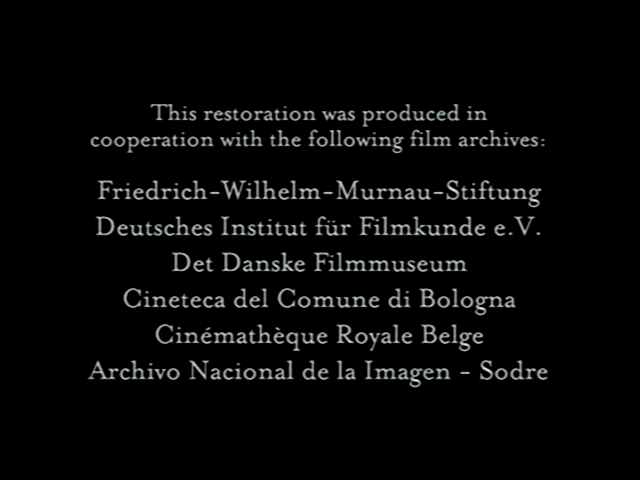 This restoration was produced in
cooperation with the following film archives:
Friedrich-Wilhelm-Murnau-Stiftung
Deutsches Institut für Filmkunde e.V.
Det Danske Filmmuseum
Cineteca del Comune di Bologna
Cinémathèque Royale Belge
Archivo Nacional de la Imagen - Sodre